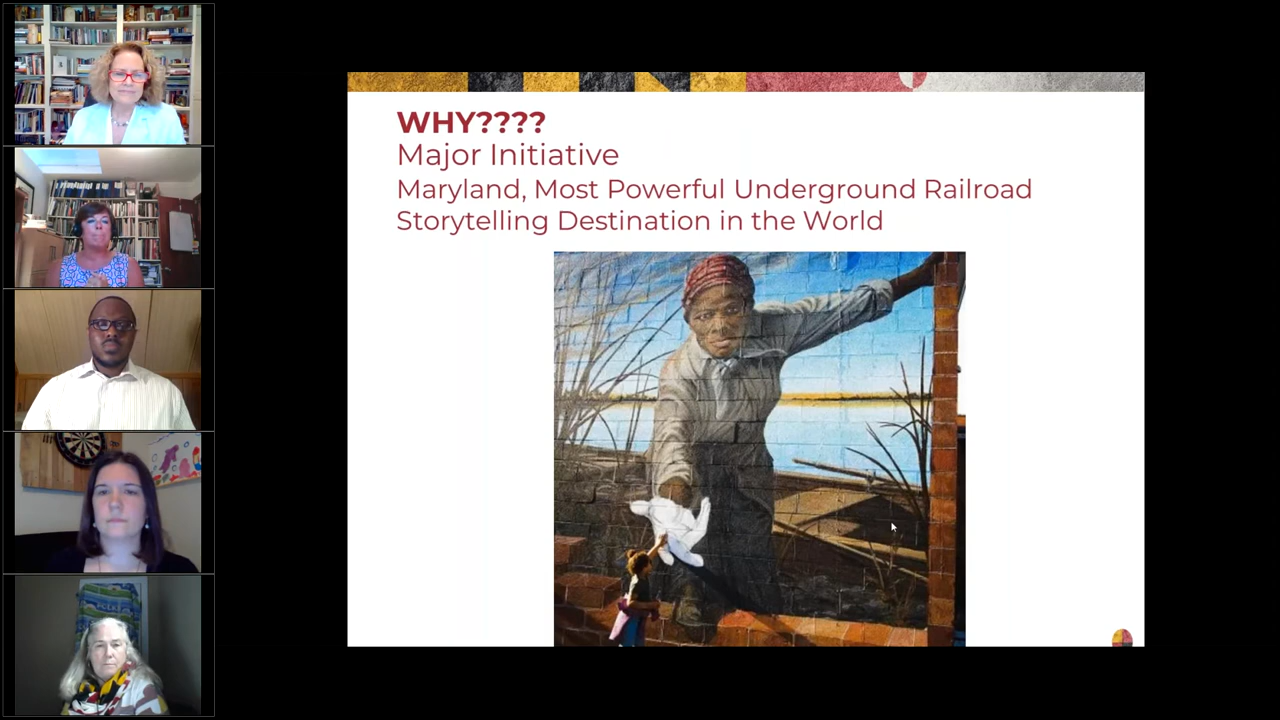 WHY????
Major Initiative
Maryland, Most Powerful Underground Railroad
Storytelling Destination in the World